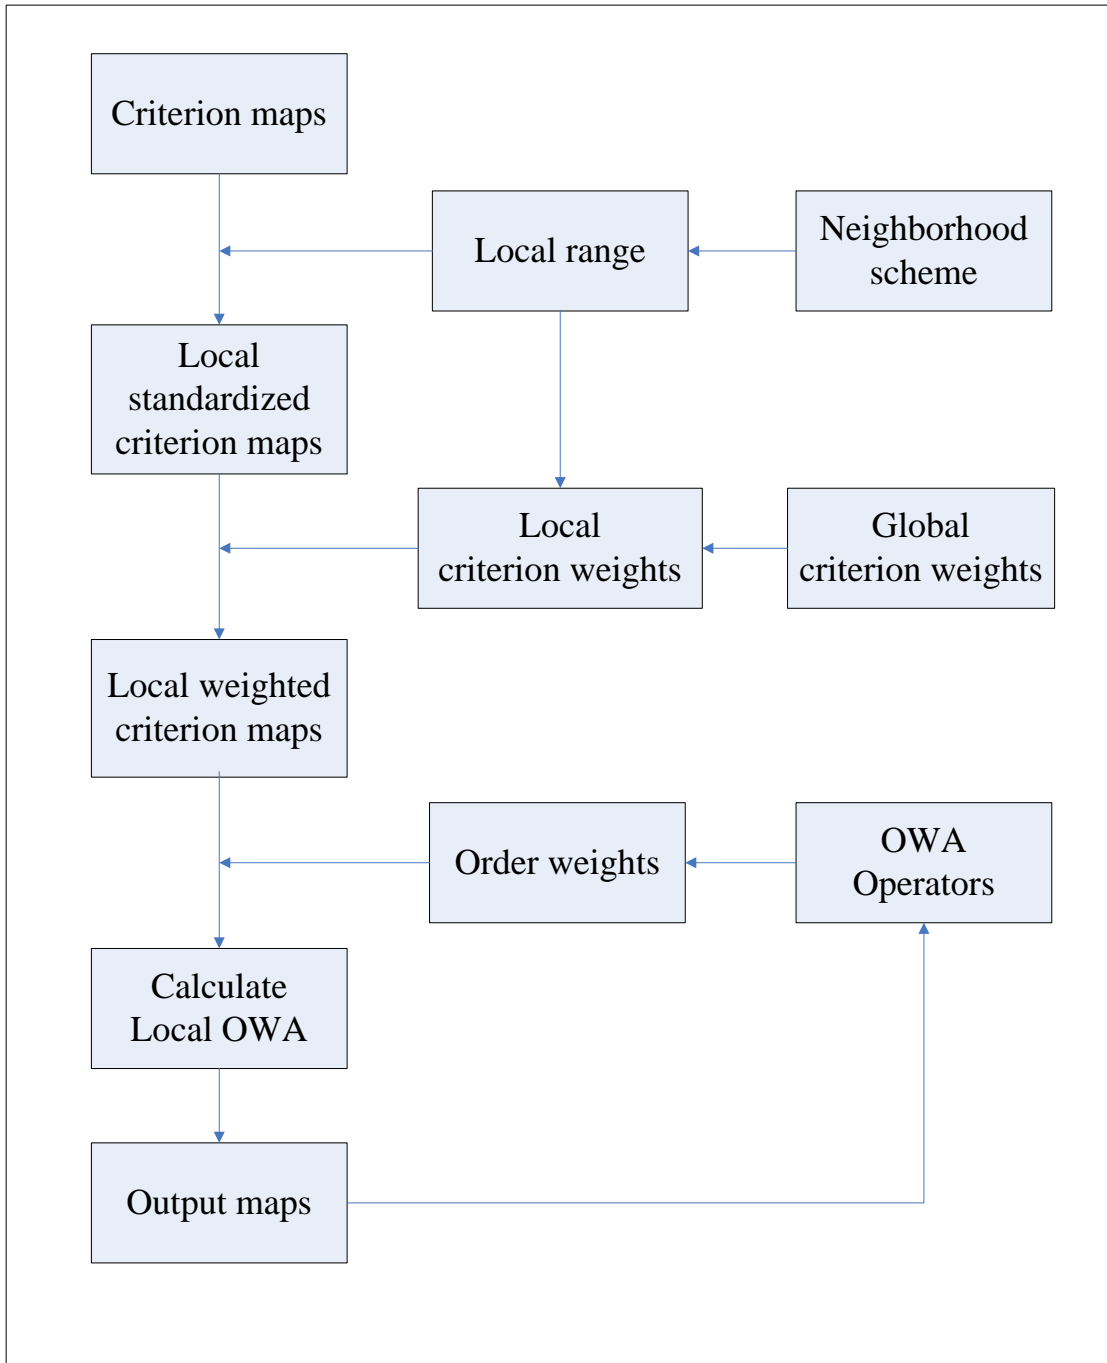 Criterion maps
Local range
Neighborhood
scheme
Local
standardized
criterion maps
Local
criterion weights
Global
criterion weights
Local weighted
criterion maps
Order weights
OWA
Operators
Calculate
Local OWA
Output maps